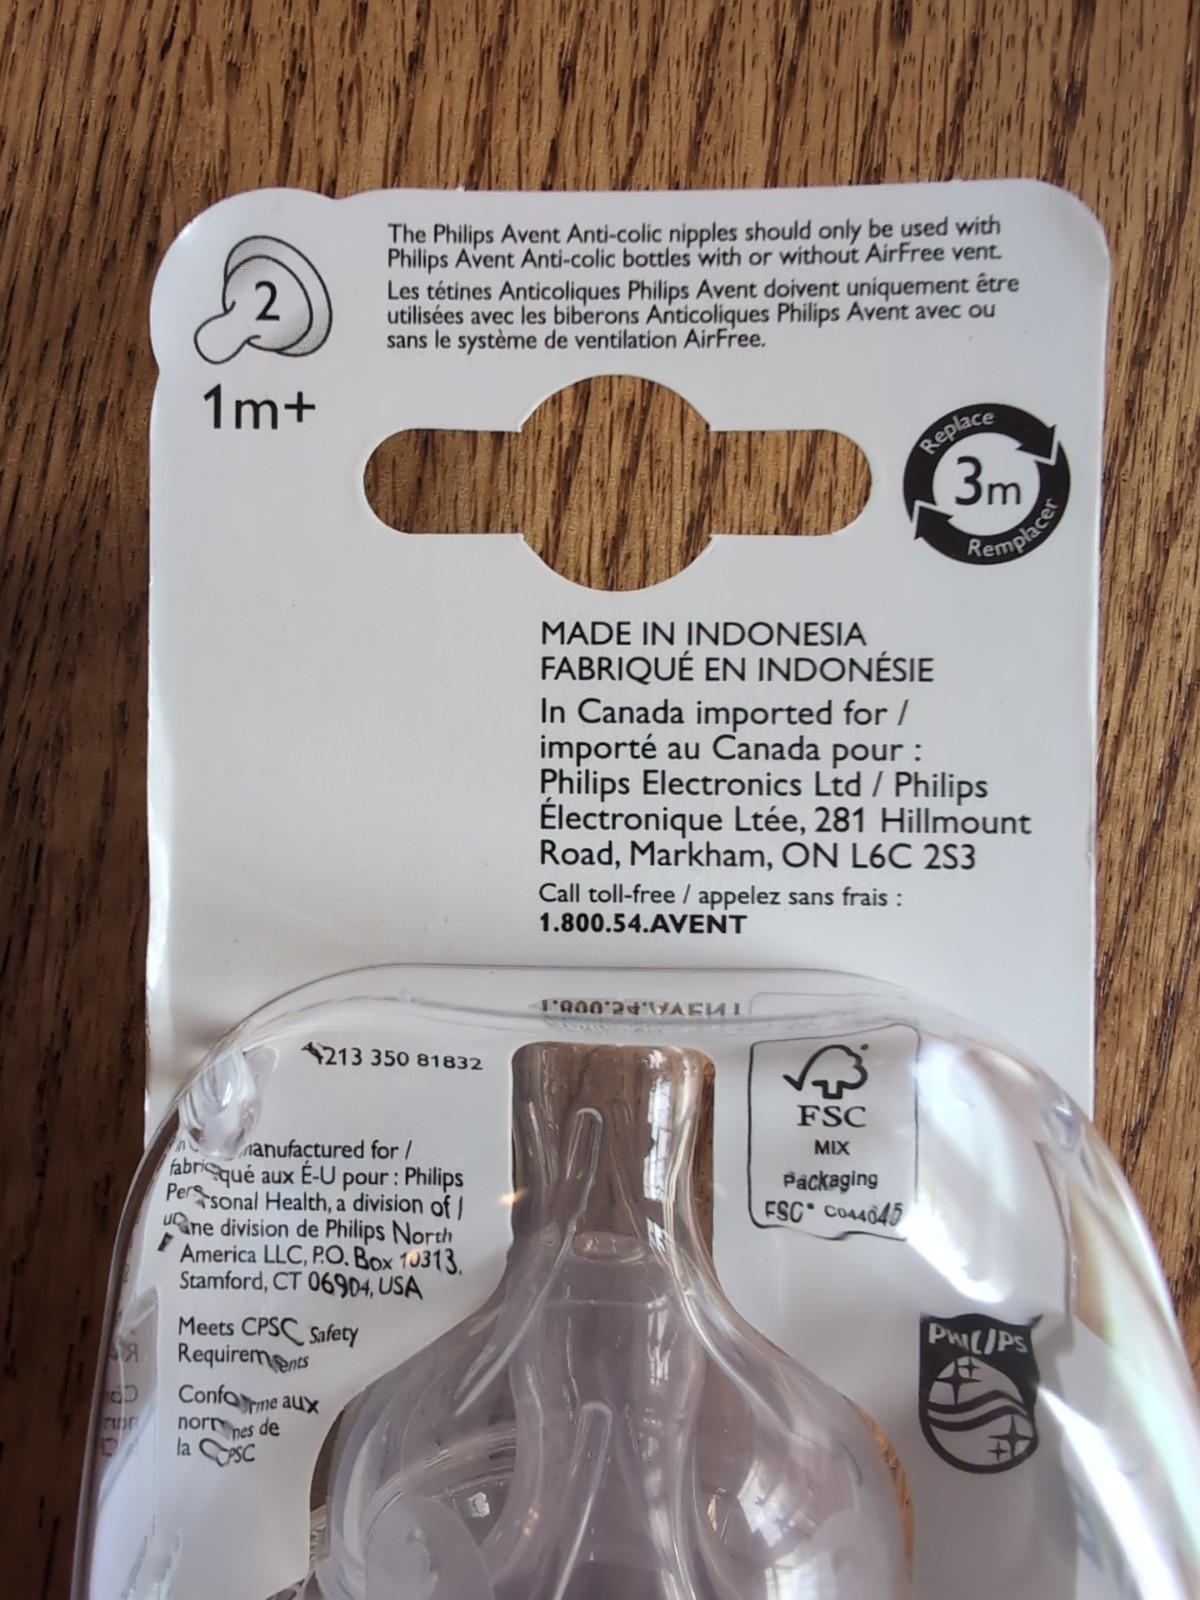 2
1m+
The Philips Avent Anti-colic nipples should only be used with
Philips Avent Anti-colic bottles with or without AirFree vent.
Les tétines Anticoliques Philips Avent doivent uniquement être
utilisées avec les biberons Anticoliques Philips Avent avec ou
sans le système de ventilation AirFree.
Replace
3m
Remplacer
MADE IN INDONESIA
FABRIQUÉ EN INDONÉSIE
In Canada imported for /
importé au Canada pour :
Philips Electronics Ltd / Philips
Électronique Ltée, 281 Hillmount
Road, Markham, ON L6C 2S3
Call toll-free / appelez sans frais :
1.800.54.AVENT
213 350 81832
manufactured for /
fabriqué aux É-U pour : Philips
Personal Health, a division of /
une division de Philips North
America LLC, P.O. Box 10313,
Stamford, CT 06904, USA
Meets CPSC Safety
Requirements
Conforme aux
normes de
la CPSC
FSC
MIX
Packaging
FSC® C044645
PHILIPS